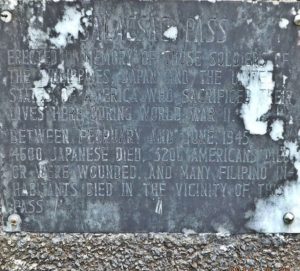 PASS
ERECTED IN MEMORY OF THOSE SOLDIERS OF
THE PHILIPPINES, JAPAN AND THE UNITED
STATES OF AMERICA WHO SACRIFICED THEIR
LIVES HERE DURING WORLD WAR II
BETWEEN FEBRUARY AND JUNE 1945
JAPANESE DIED, AMERICANS DIED
OR WERE WOUNDED, AND MANY FILIPINO IN
HABITANTS DIED IN THE VICINITY OF THIS
PASS